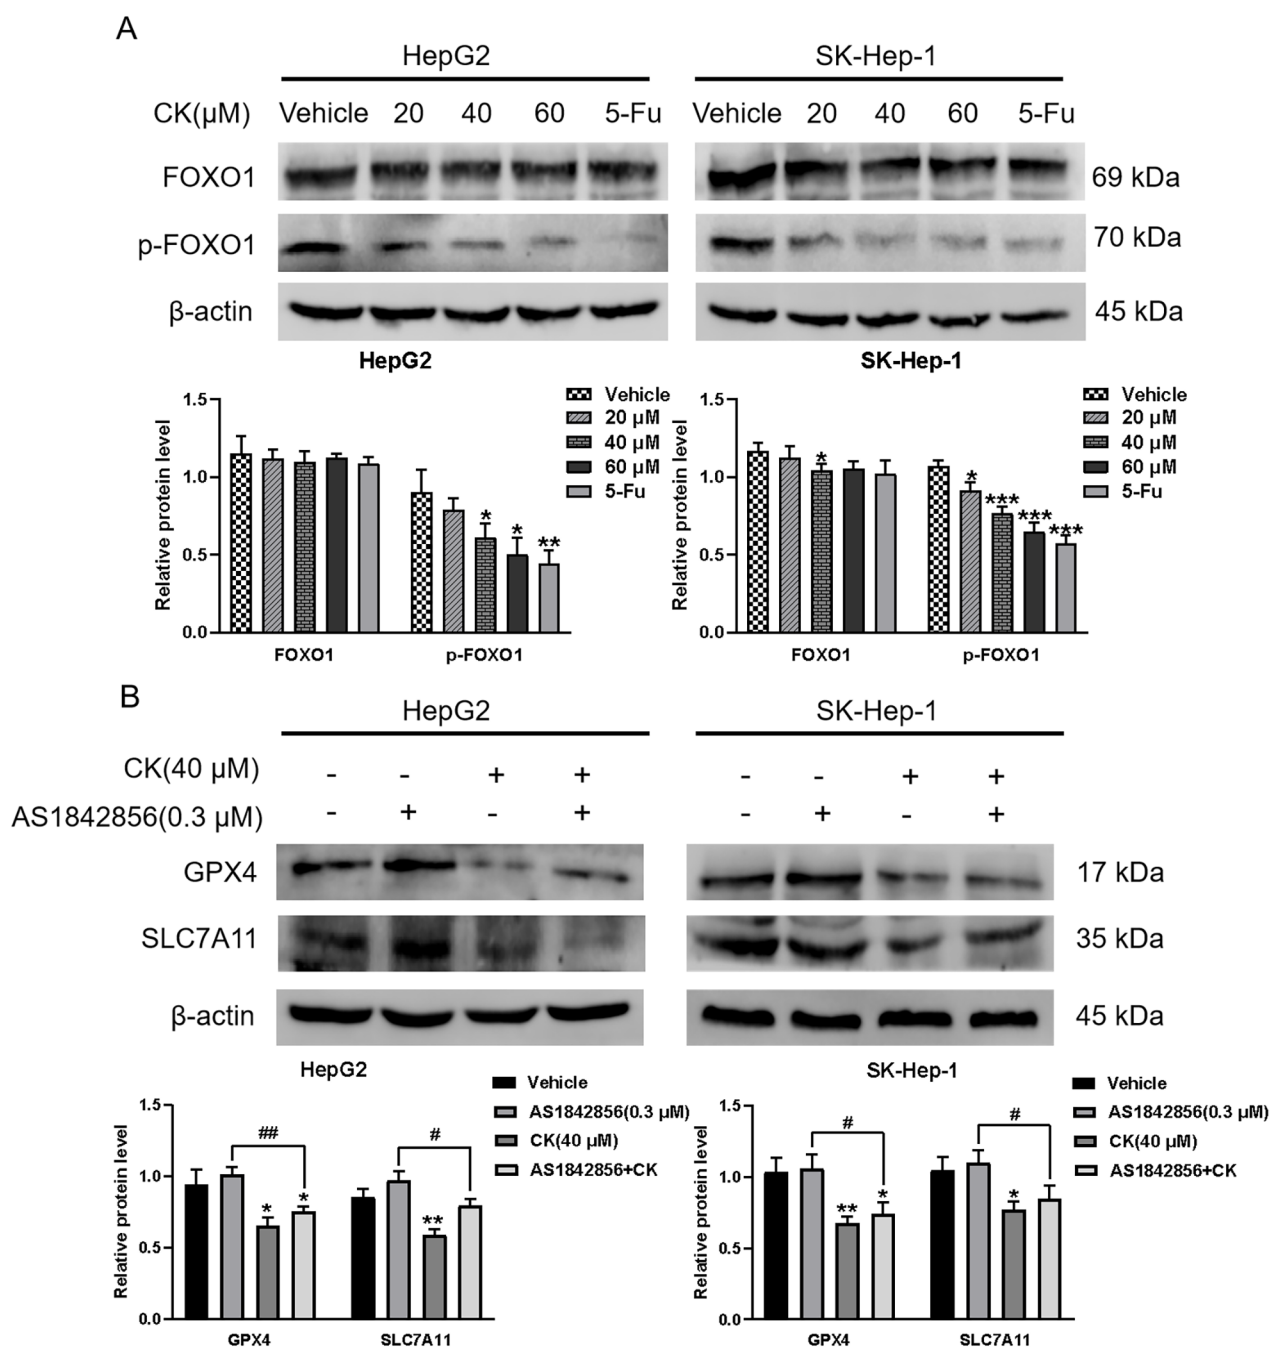 A
HepG2 SK-Hep-1
CK(μM) Vehicle 20 40 60 5-Fu Vehicle 20 40 60 5-Fu
FOXO1 69 kDa
p-FOXO1 70 kDa
β-actin 45 kDa
HepG2 SK-Hep-1
Relative protein level
1.5
1.0
0.5
0.0
* * **
FOXO1 p-FOXO1
Vehicle
20 μM
40 μM
60 μM
5-Fu
Relative protein level
1.5
1.0
0.5
0.0
* * *** *** ***
FOXO1 p-FOXO1
Vehicle
20 μM
40 μM
60 μM
5-Fu
B
HepG2 SK-Hep-1
CK(40 μM) - - + + - - + +
AS1842856(0.3 μM) - + - + - + - +
GPX4 17 kDa
SLC7A11 35 kDa
β-actin 45 kDa
HepG2 SK-Hep-1
Relative protein level
1.5
1.0
0.5
0.0
## #
* * **
GPX4 SLC7A11
Vehicle
AS1842856(0.3 μM)
CK(40 μM)
AS1842856+CK
Relative protein level
1.5
1.0
0.5
0.0
# #
** * *
GPX4 SLC7A11
Vehicle
AS1842856(0.3 μM)
CK(40 μM)
AS1842856+CK